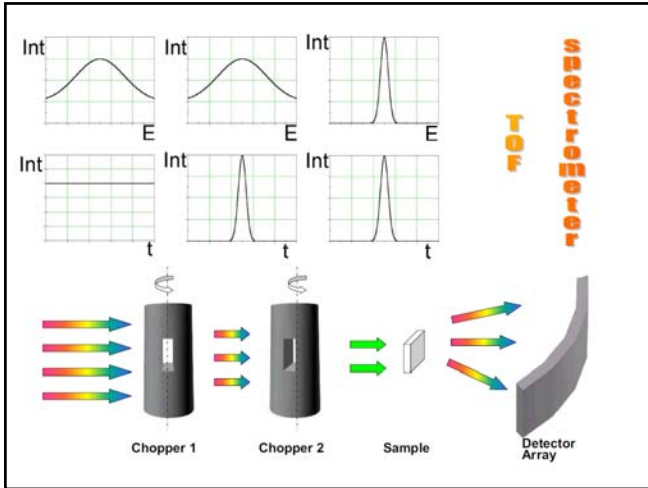 Int
E
Int
E
Int
E
Int
t
Int
t
Int
t
TOF
spectrometer
Chopper 1
Chopper 2
Sample
Detector
Array